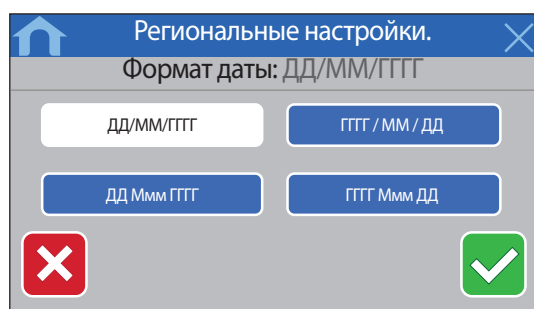 Региональные настройки.
Формат даты: ДД/ММ/ГГГГ
ДД/ММ/ГГГГ
ГГГГ / ММ / ДД
ДД Ммм ГГГГ
ГГГГ Ммм ДД